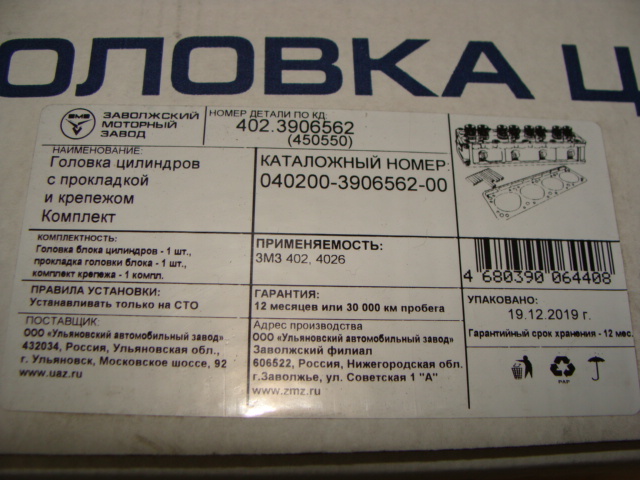 ОЛОВКА Ц
ЗМЗ
ЗАВОЛЖСКИЙ
МОТОРНЫЙ
ЗАВОД
НОМЕР ДЕТАЛИ ПО КД:
402.3906562
(450550)
НАИМЕНОВАНИЕ:
Головка цилиндров
с прокладкой
и крепежом
Комплект
КАТАЛОЖНЫЙ НОМЕР:
040200-3906562-00
КОМПЛЕКТНОСТЬ:
Головка блока цилиндров - 1 шт.,
прокладка головки блока - 1 шт.,
комплект крепежа - 1 компл.
ПРИМЕНЯЕМОСТЬ:
ЗМЗ 402, 4026
4 680390 064408
ПРАВИЛА УСТАНОВКИ:
Устанавливать только на СТО
ГАРАНТИЯ:
12 месяцев или 30 000 км пробега
УПАКОВАНО:
19.12.2019 г.
Гарантийный срок хранения - 12 мес.
ПОСТАВЩИК:
ООО «Ульяновский автомобильный завод»
432034, Россия, Ульяновская обл.,
г. Ульяновск, Московское шоссе, 92
www.uaz.ru
Адрес производства
ООО «Ульяновский автомобильный завод»
Заволжский филиал
606522, Россия, Нижегородская обл.
г.Заволжье, ул. Советская 1 "А"
www.zmz.ru
PAP